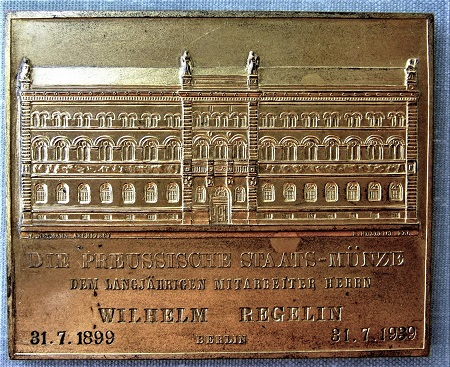 DIE PREUSSISCHE STAATS-MÜNZE
DEM LANGJÄHRIGEN MITARBEITER HERRN
WILHELM REGELIN
31.7.1899 BERLIN 31.7.1939